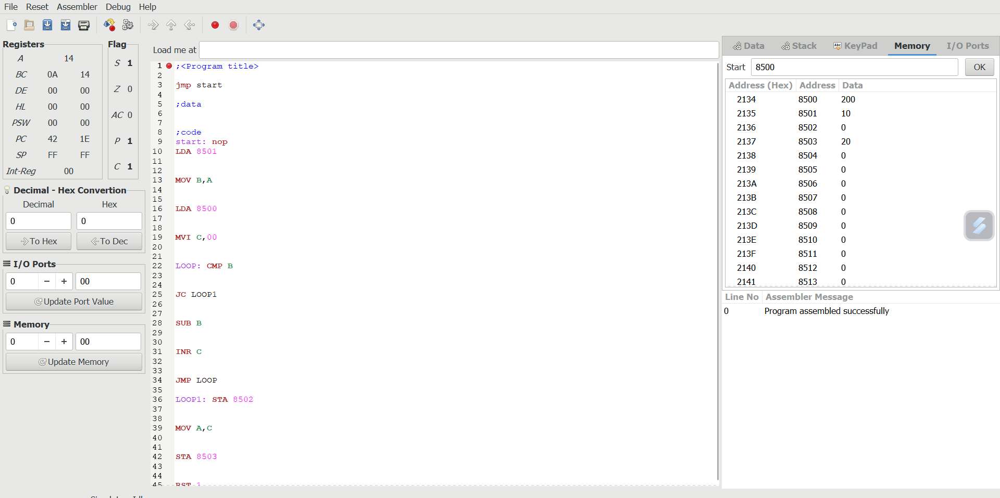 File Reset Assembler Debug Help
Registers
A 14
BC 0A 14
DE 00 00
HL 00 00
PSW 00 00
PC 42 1E
SP FF FF
Int-Reg 00
Flag
S 1
Z 0
AC 0
P 1
C 1
Decimal - Hex Convertion
Decimal Hex
0 0
To Hex To Dec
I/O Ports
0 − + 00
Update Port Value
Memory
0 − + 00
Update Memory
Load me at
1 ;<Program title>
2
3 jmp start
4
5 ;data
6
7
8 ;code
9 start: nop
10 LDA 8501
11
12
13 MOV B,A
14
15
16 LDA 8500
17
18
19 MVI C,00
20
21
22 LOOP: CMP B
23
24
25 JC LOOP1
26
27
28 SUB B
29
30
31 INR C
32
33
34 JMP LOOP
35
36 LOOP1: STA 8502
37
38
39 MOV A,C
40
41
42 STA 8503
43
44
45 RST 1
Data Stack Abc KeyPad Memory I/O Ports
Start 8500 OK
Address (Hex) Address Data
2134 8500 200
2135 8501 10
2136 8502 0
2137 8503 20
2138 8504 0
2139 8505 0
213A 8506 0
213B 8507 0
213C 8508 0
213D 8509 0
213E 8510 0
213F 8511 0
2140 8512 0
2141 8513 0
Line No Assembler Message
0 Program assembled successfully